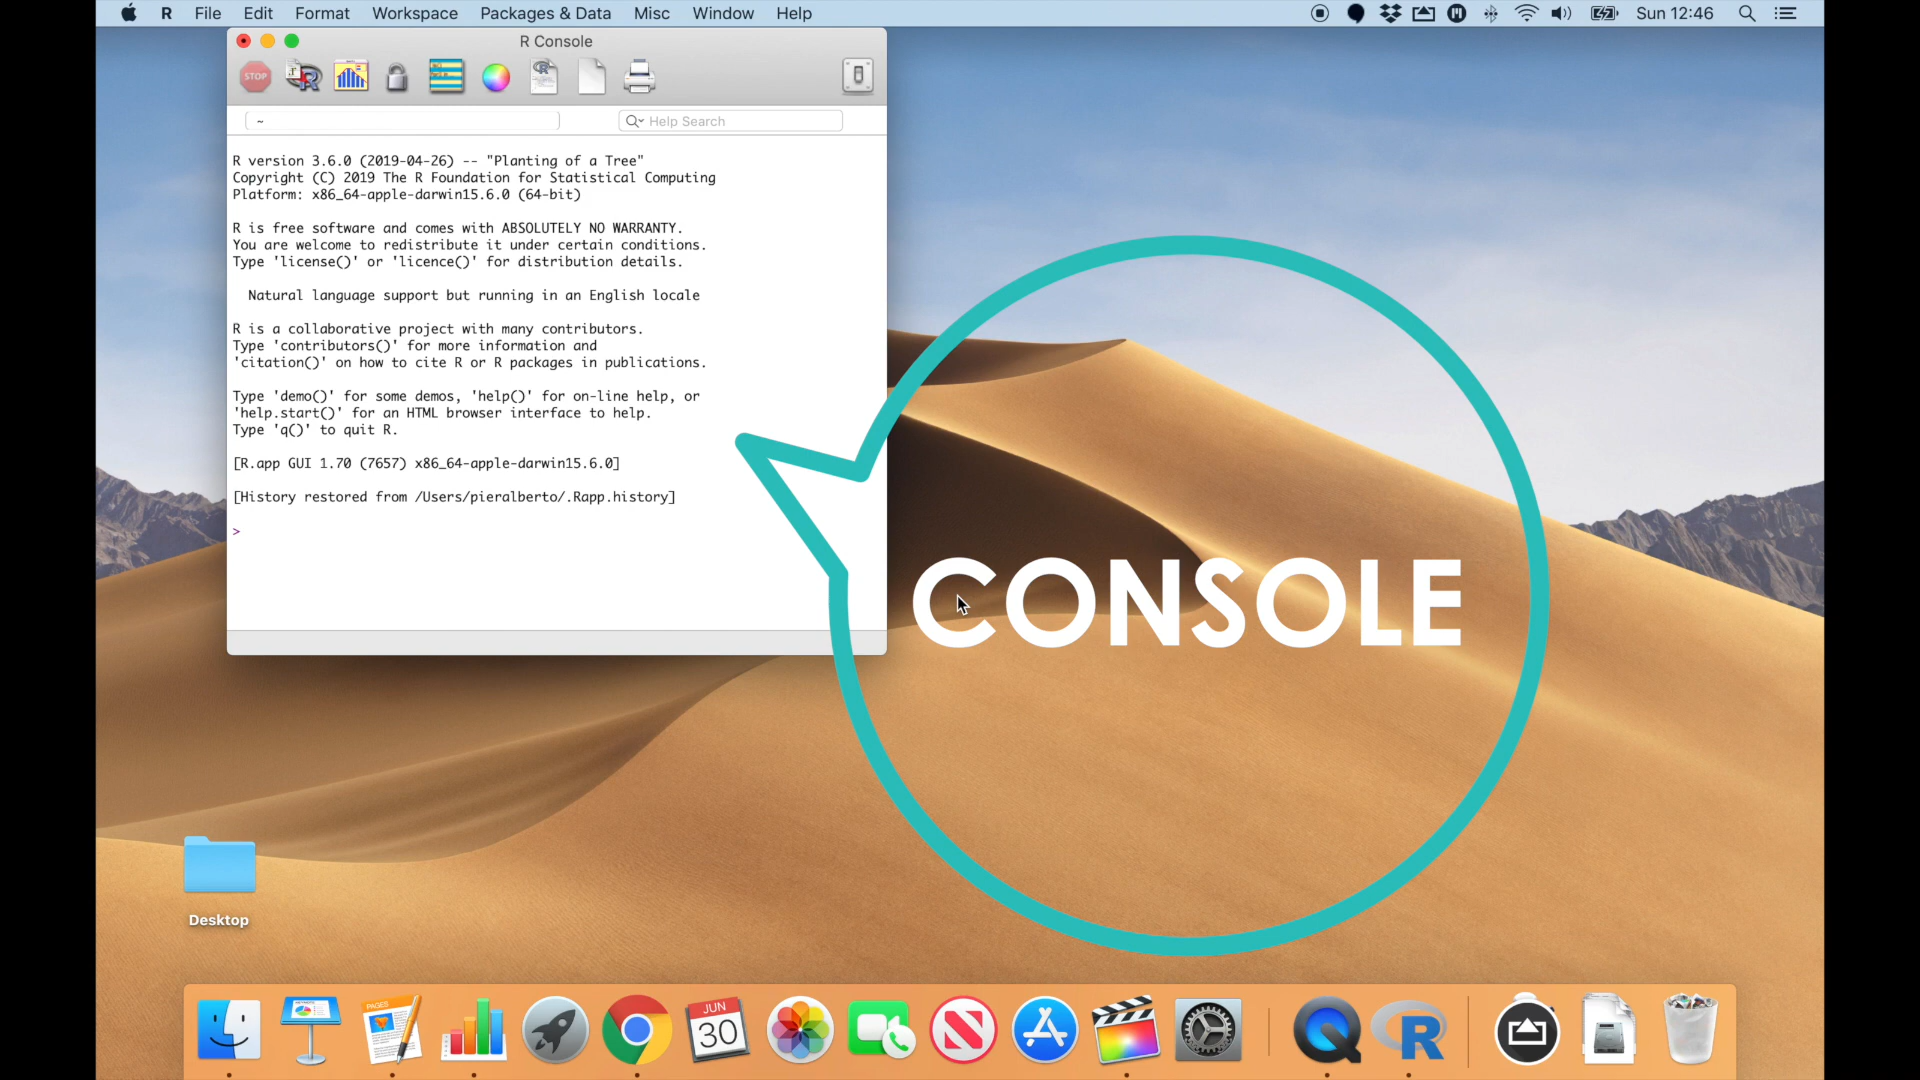 R File Edit Format Workspace Packages & Data Misc Window Help Sun 12:46
R Console
STOP
~ Help Search
R version 3.6.0 (2019-04-26) -- "Planting of a Tree"
Copyright (C) 2019 The R Foundation for Statistical Computing
Platform: x86_64-apple-darwin15.6.0 (64-bit)
R is free software and comes with ABSOLUTELY NO WARRANTY.
You are welcome to redistribute it under certain conditions.
Type 'license()' or 'licence()' for distribution details.
Natural language support but running in an English locale
R is a collaborative project with many contributors.
Type 'contributors()' for more information and
'citation()' on how to cite R or R packages in publications.
Type 'demo()' for some demos, 'help()' for on-line help, or
'help.start()' for an HTML browser interface to help.
Type 'q()' to quit R.
[R.app GUI 1.70 (7657) x86_64-apple-darwin15.6.0]
[History restored from /Users/pieralberto/.Rapp.history]
>
CONSOLE
Desktop
PAGES
JUN
30
R